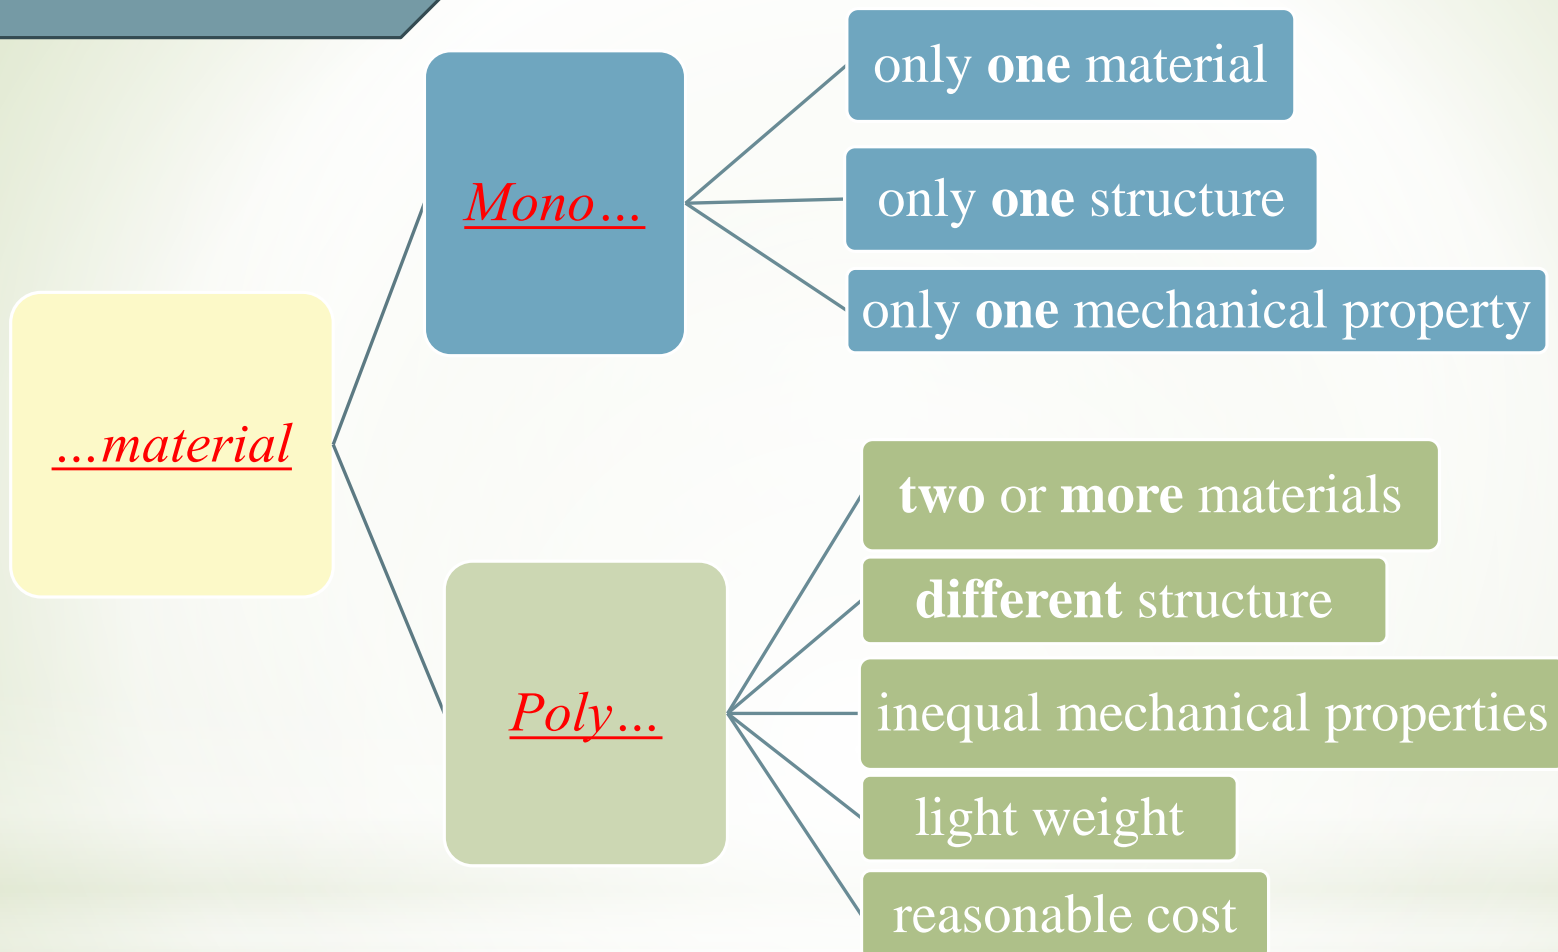 …material
Mono…
only one material
only one structure
only one mechanical property
Poly…
two or more materials
different structure
inequal mechanical properties
light weight
reasonable cost